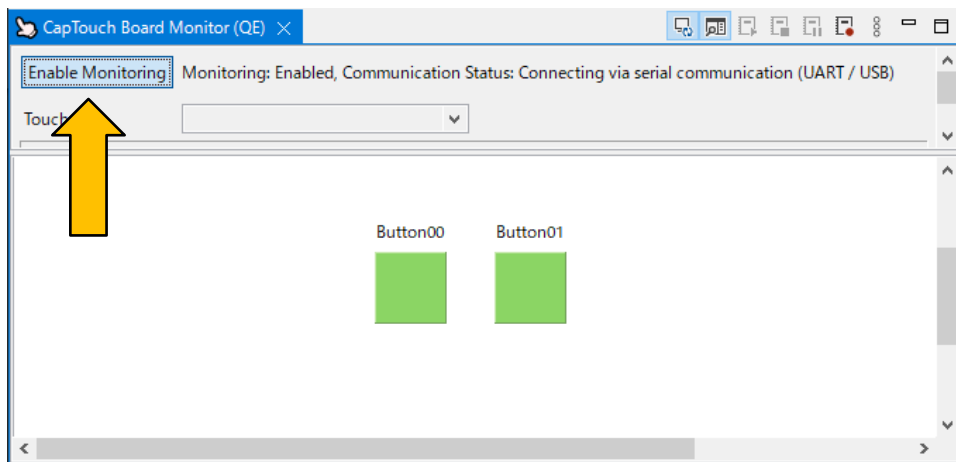 CapTouch Board Monitor (QE)
Enable Monitoring Monitoring: Enabled, Communication Status: Connecting via serial communication (UART / USB)
Touch
Button00 Button01